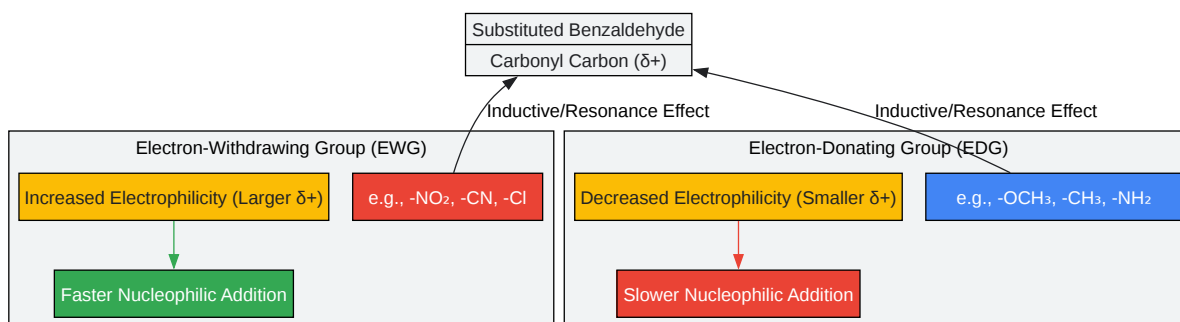 Substituted Benzaldehyde
Carbonyl Carbon (δ+)
Inductive/Resonance Effect
Inductive/Resonance Effect
Electron-Withdrawing Group (EWG)
Increased Electrophilicity (Larger δ+)
e.g., -NO₂, -CN, -Cl
Faster Nucleophilic Addition
Electron-Donating Group (EDG)
Decreased Electrophilicity (Smaller δ+)
e.g., -OCH₃, -CH₃, -NH₂
Slower Nucleophilic Addition